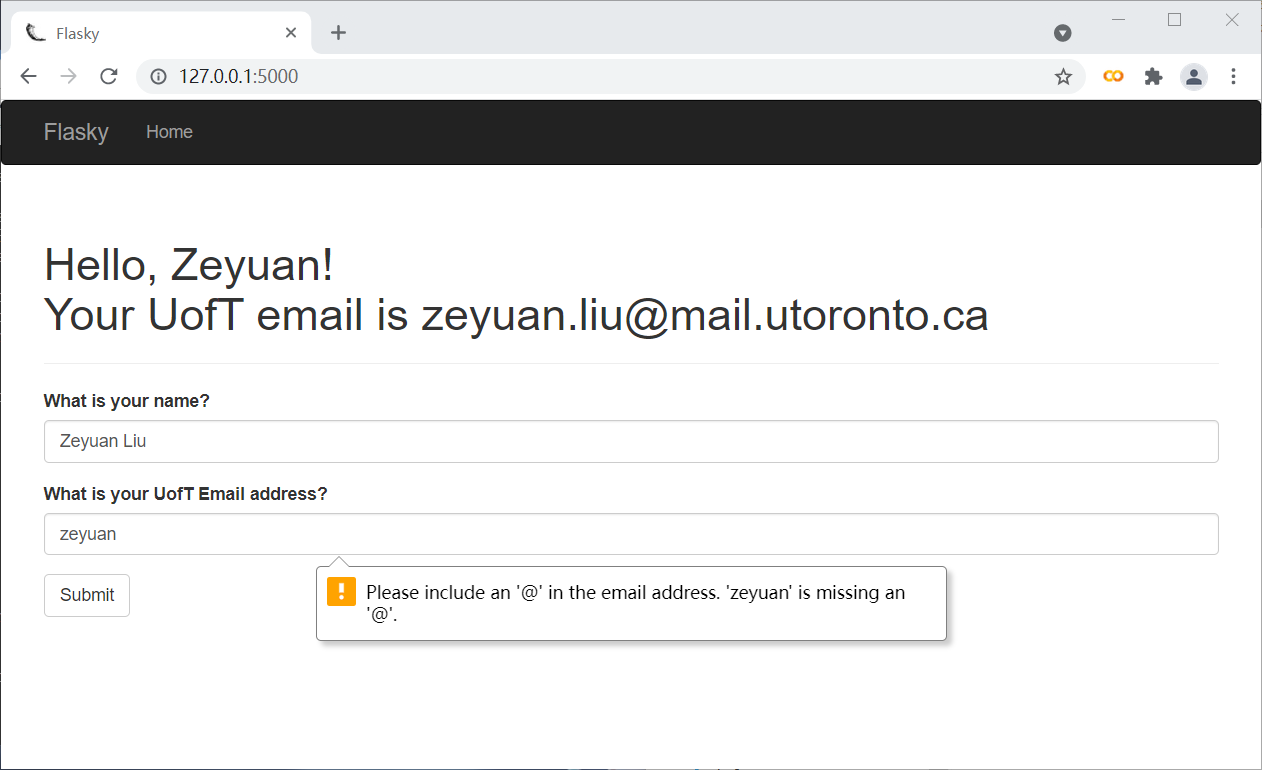 Flasky
127.0.0.1:5000
Flasky Home
Hello, Zeyuan!
Your UofT email is zeyuan.liu@mail.utoronto.ca
What is your name?
Zeyuan Liu
What is your UofT Email address?
zeyuan
Submit
Please include an '@' in the email address. 'zeyuan' is missing an
'@'.